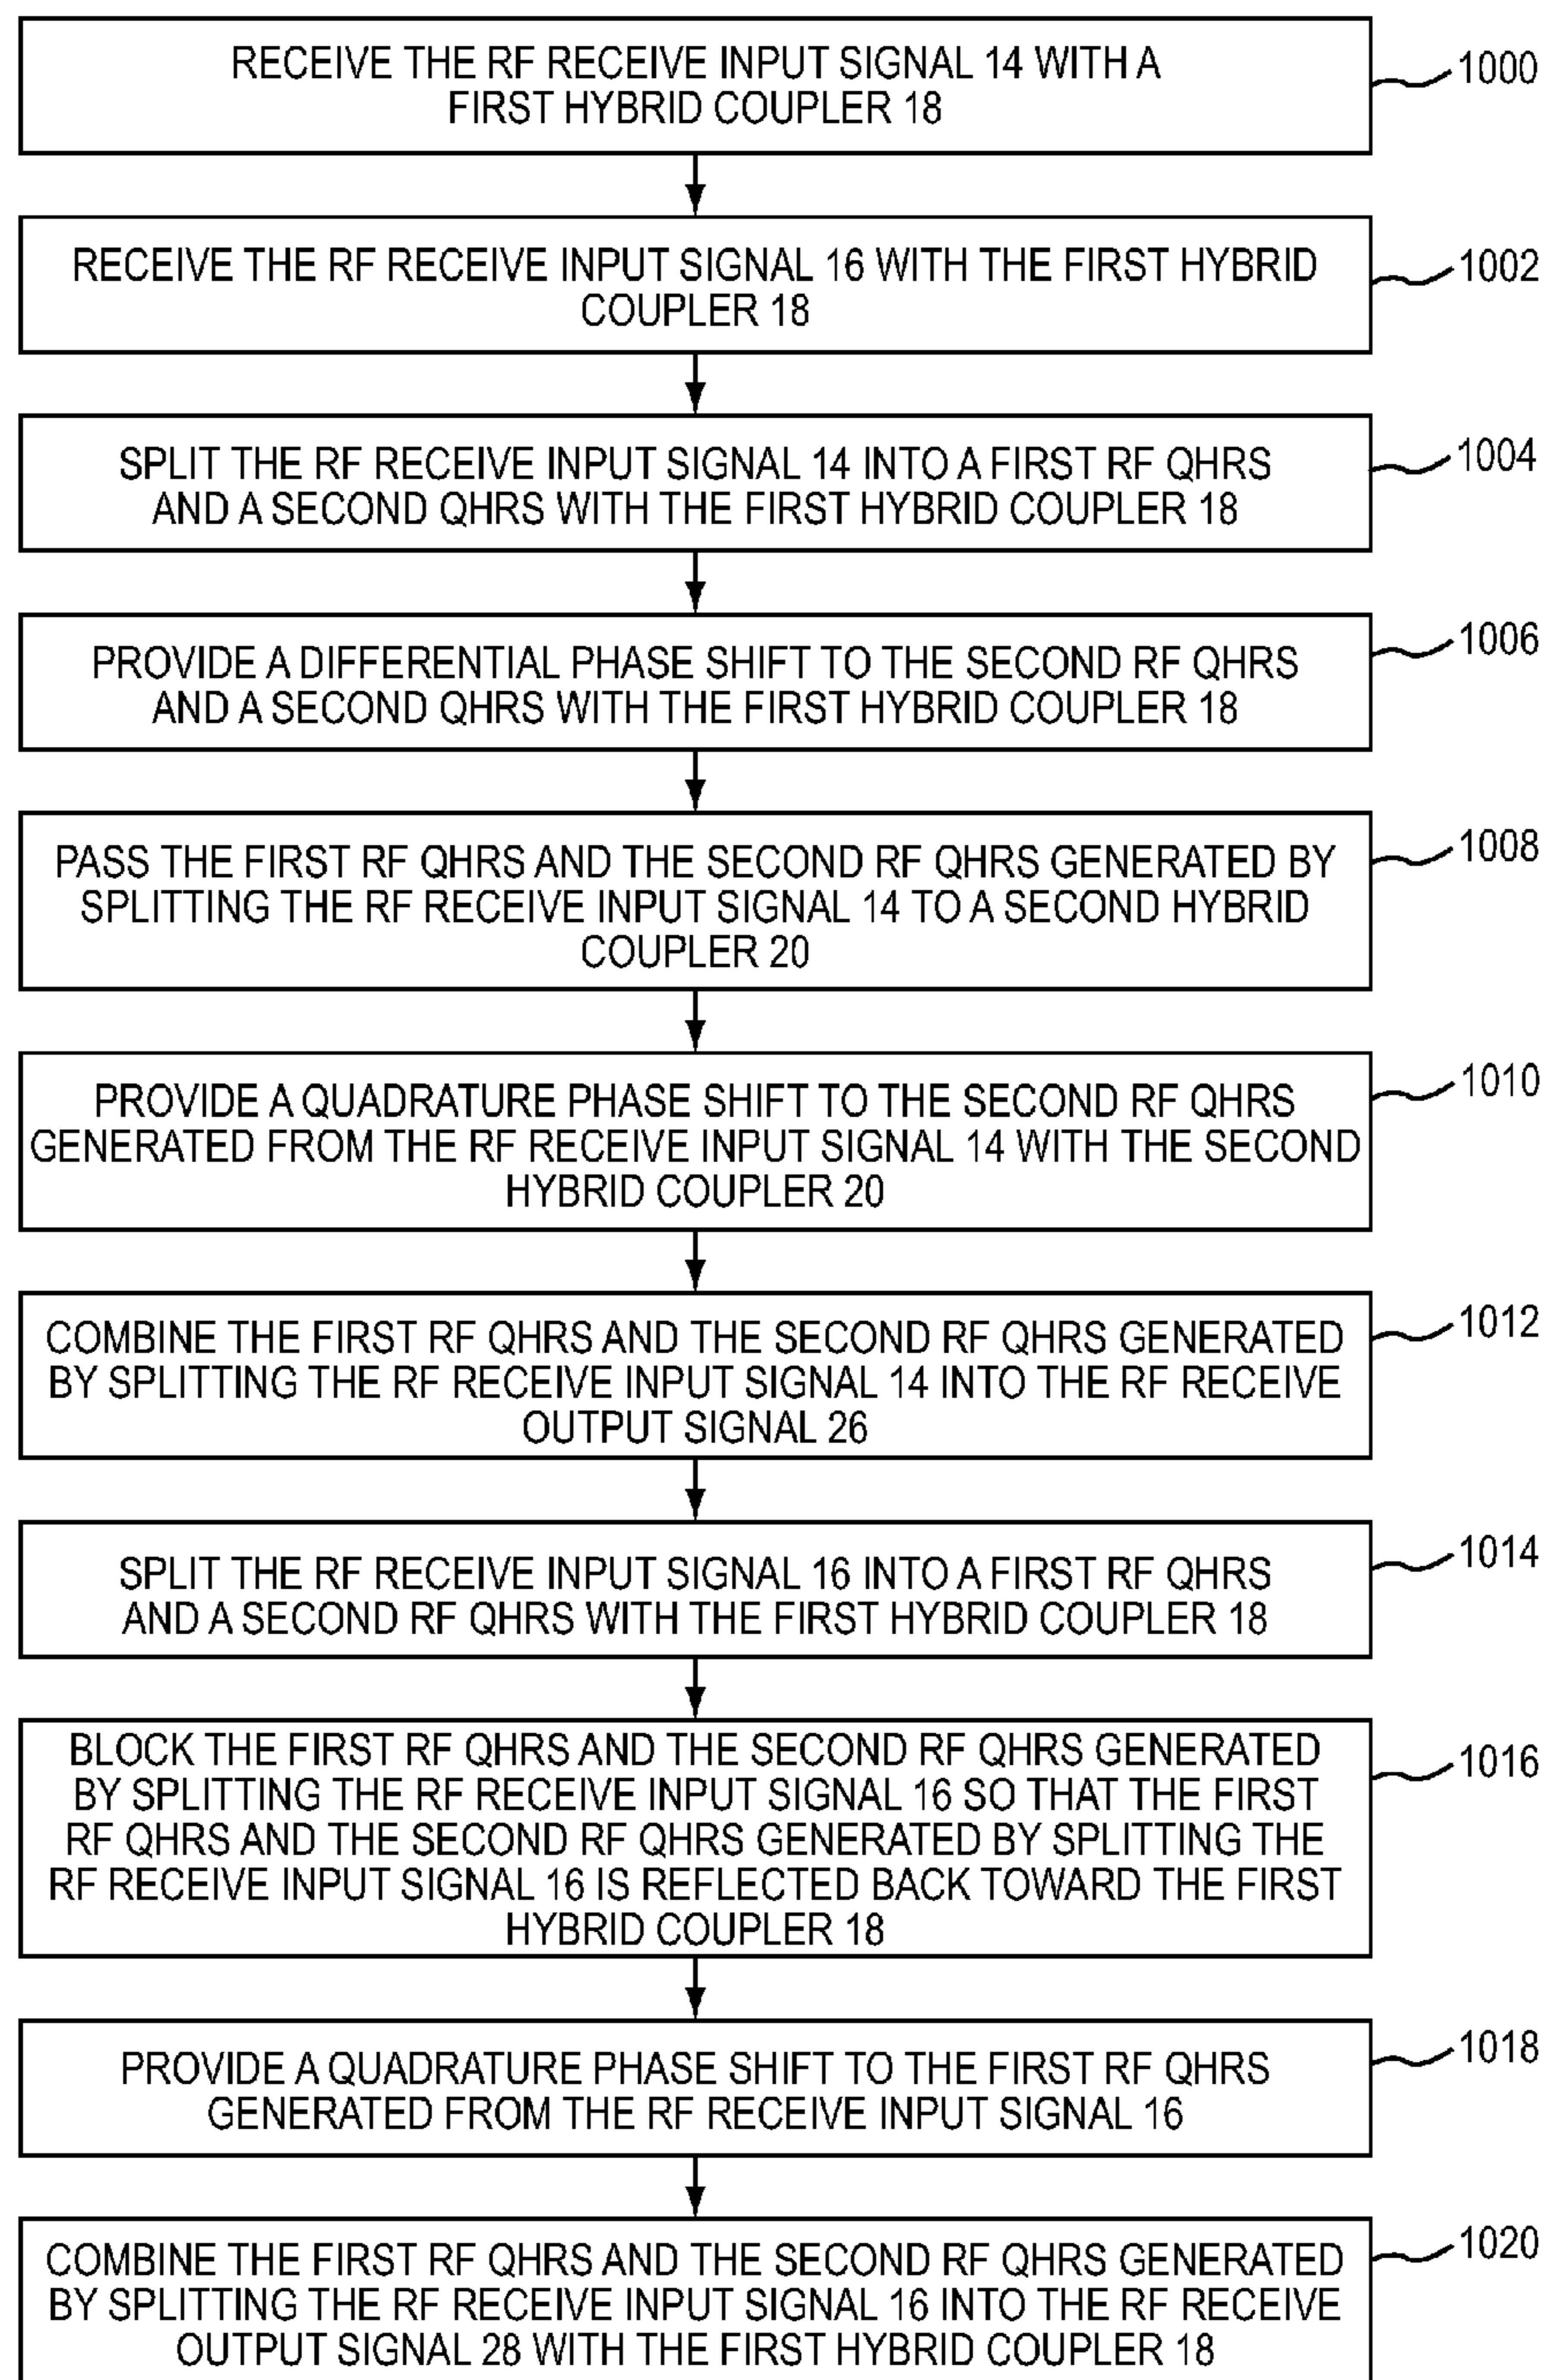 RECEIVE THE RF RECEIVE INPUT SIGNAL 14 WITH A
FIRST HYBRID COUPLER 18
1000
RECEIVE THE RF RECEIVE INPUT SIGNAL 16 WITH THE FIRST HYBRID
COUPLER 18
1002
SPLIT THE RF RECEIVE INPUT SIGNAL 14 INTO A FIRST RF QHRS
AND A SECOND QHRS WITH THE FIRST HYBRID COUPLER 18
1004
PROVIDE A DIFFERENTIAL PHASE SHIFT TO THE SECOND RF QHRS
AND A SECOND QHRS WITH THE FIRST HYBRID COUPLER 18
1006
PASS THE FIRST RF QHRS AND THE SECOND RF QHRS GENERATED BY
SPLITTING THE RF RECEIVE INPUT SIGNAL 14 TO A SECOND HYBRID
COUPLER 20
1008
PROVIDE A QUADRATURE PHASE SHIFT TO THE SECOND RF QHRS
GENERATED FROM THE RF RECEIVE INPUT SIGNAL 14 WITH THE SECOND
HYBRID COUPLER 20
1010
COMBINE THE FIRST RF QHRS AND THE SECOND RF QHRS GENERATED
BY SPLITTING THE RF RECEIVE INPUT SIGNAL 14 INTO THE RF RECEIVE
OUTPUT SIGNAL 26
1012
SPLIT THE RF RECEIVE INPUT SIGNAL 16 INTO A FIRST RF QHRS
AND A SECOND RF QHRS WITH THE FIRST HYBRID COUPLER 18
1014
BLOCK THE FIRST RF QHRS AND THE SECOND RF QHRS GENERATED
BY SPLITTING THE RF RECEIVE INPUT SIGNAL 16 SO THAT THE FIRST
RF QHRS AND THE SECOND RF QHRS GENERATED BY SPLITTING THE
RF RECEIVE INPUT SIGNAL 16 IS REFLECTED BACK TOWARD THE FIRST
HYBRID COUPLER 18
1016
PROVIDE A QUADRATURE PHASE SHIFT TO THE FIRST RF QHRS
GENERATED FROM THE RF RECEIVE INPUT SIGNAL 16
1018
COMBINE THE FIRST RF QHRS AND THE SECOND RF QHRS GENERATED
BY SPLITTING THE RF RECEIVE INPUT SIGNAL 16 INTO THE RF RECEIVE
OUTPUT SIGNAL 28 WITH THE FIRST HYBRID COUPLER 18
1020